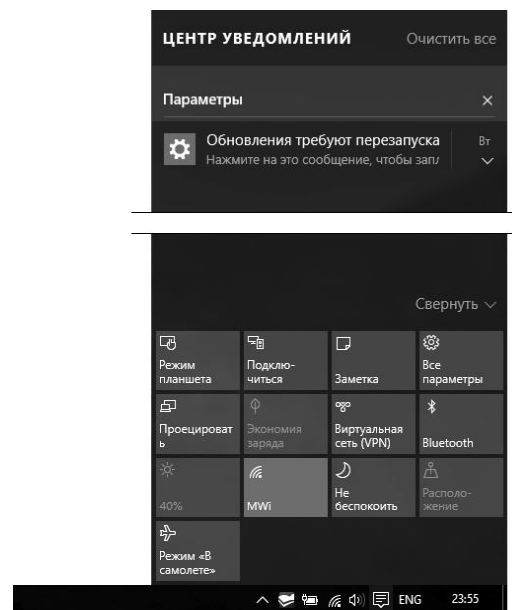 ЦЕНТР УВЕДОМЛЕНИЙ Очистить все
Параметры
Обновления требуют перезапуска Вт
Нажмите на это сообщение, чтобы запл
Свернуть
Режим
планшета
Подклю-
читься
Заметка
Все
параметры
Проецироват
ь
Экономия
заряда
Виртуальная
сеть (VPN)
Bluetooth
40%
MWi
Не
беспокоить
Располо-
жение
Режим «В
самолете»
ENG 23:55